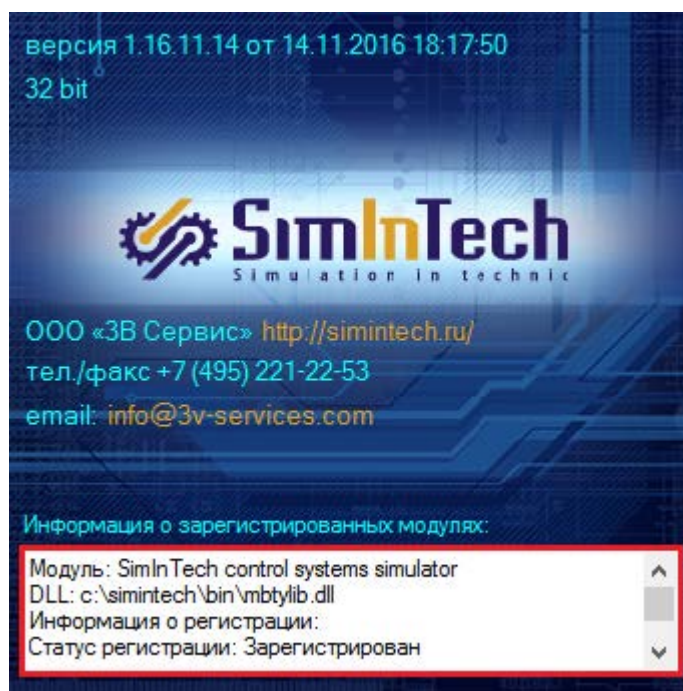 версия 1.16.11.14 от 14.11.2016 18:17:50
32 bit
SimInTech
Simulation in technic
ООО «3В Сервис» http://simintech.ru/
тел./факс +7 (495) 221-22-53
email: info@3v-services.com
Информация о зарегистрированных модулях:
Модуль: SimInTech control systems simulator
DLL: c:\simintech\bin\mbtylib.dll
Информация о регистрации:
Статус регистрации: Зарегистрирован